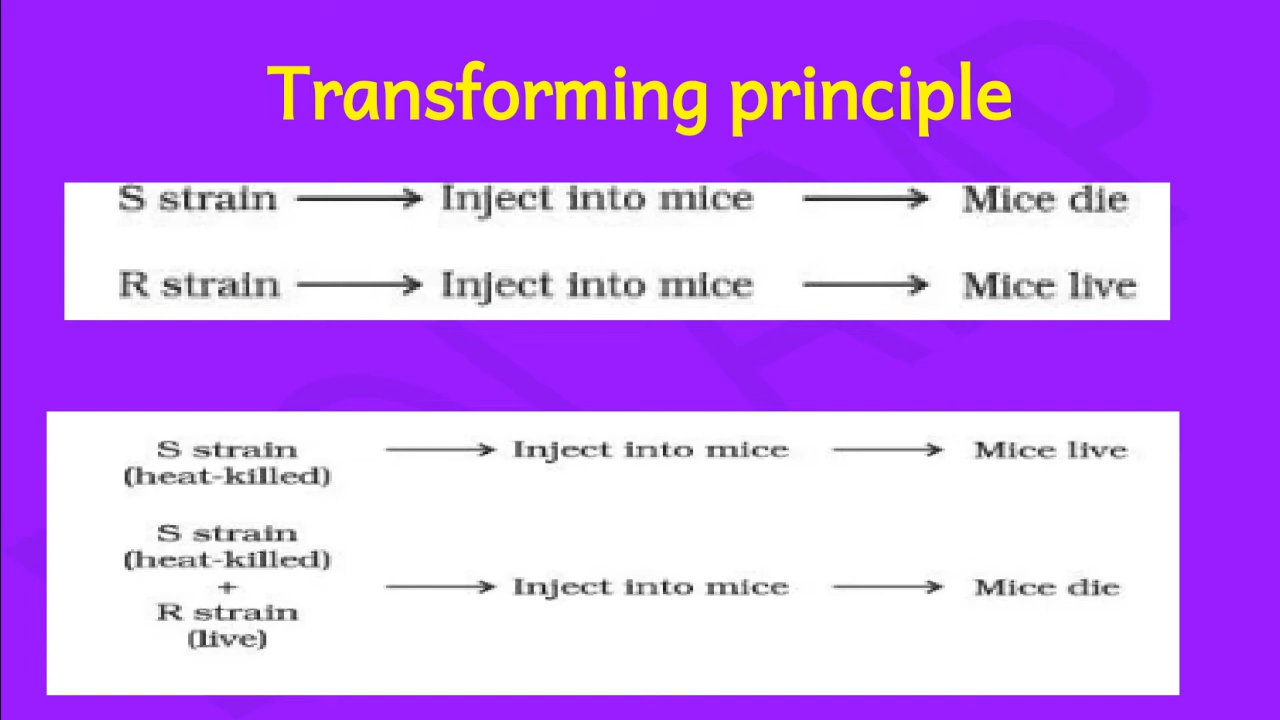 Transforming principle
S strain → Inject into mice → Mice die
R strain → Inject into mice → Mice live
S strain → Inject into mice → Mice live
(heat-killed)
S strain
(heat-killed)
+ → Inject into mice → Mice die
R strain
(live)